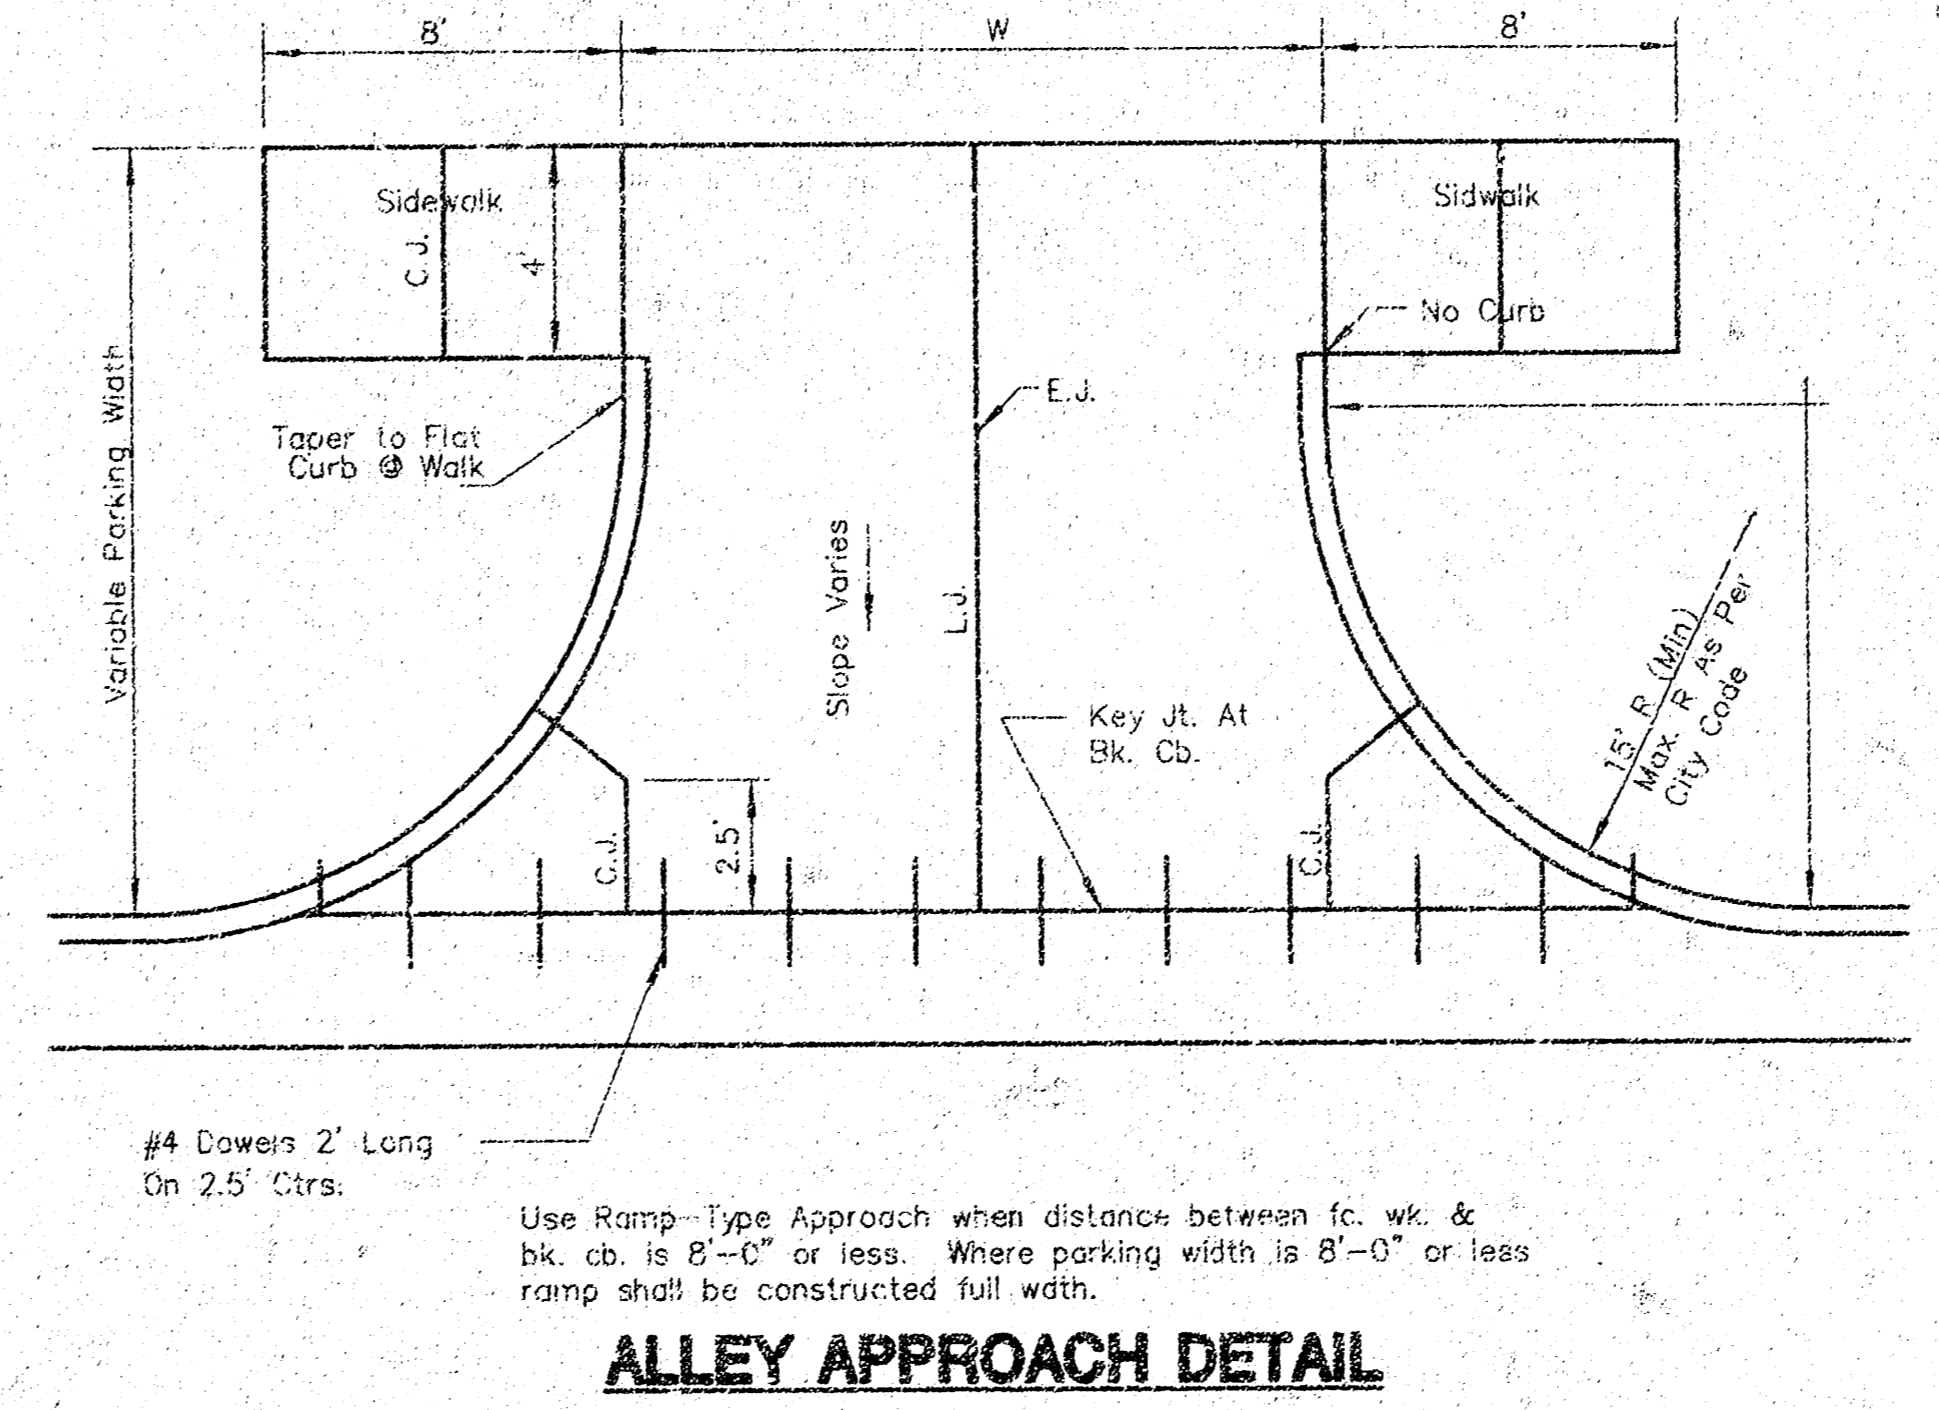 8'
W
8'
Sidewalk
C.J.
4'
Sidwalk
No Curb
E.J.
Taper to Flat
Curb @ Walk
Variable Parking Width
Slope Varies
L.J.
Key Jt. At
Bk. Cb.
15' R (Min)
Max. R As Per
City Code
C.J.
2.5'
C.J.
#4 Dowels 2' Long
On 2.5' Ctrs.
Use Ramp-Type Approach when distance between fc. wk. &
bk. cb. is 8'-0" or less. Where parking width is 8'-0" or less
ramp shall be constructed full wdth.
ALLEY APPROACH DETAIL